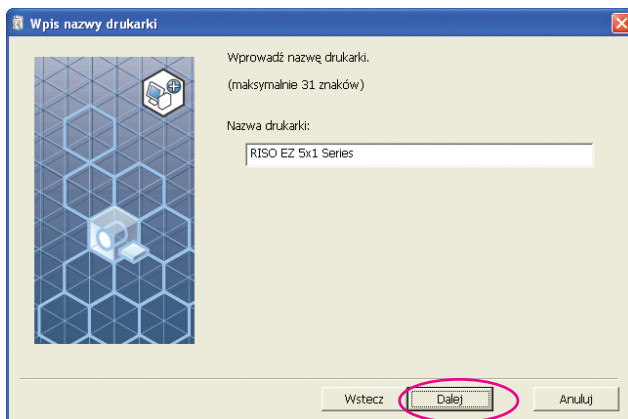 Wpis nazwy drukarki
Wprowadź nazwę drukarki.
(maksymalnie 31 znaków)
Nazwa drukarki:
RISO EZ 5x1 Series
Wstecz
Dalej
Anuluj